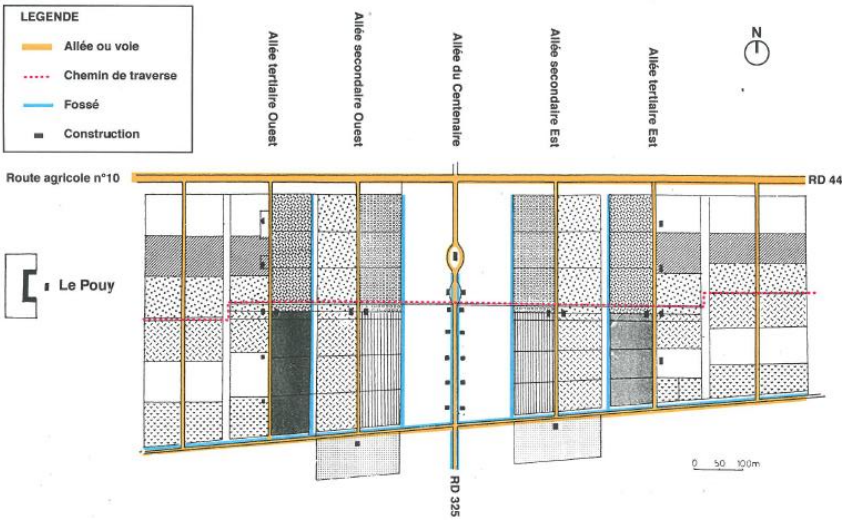 LEGENDE
Allée ou voie
Chemin de traverse
Fossé
Construction
Allée tertiaire Ouest
Allée secondaire Ouest
Allée du Centenaire
Allée secondaire Est
Allée tertiaire Est
N
Route agricole n°10
RD 44
Le Pouy
0 50 100m
RD 325